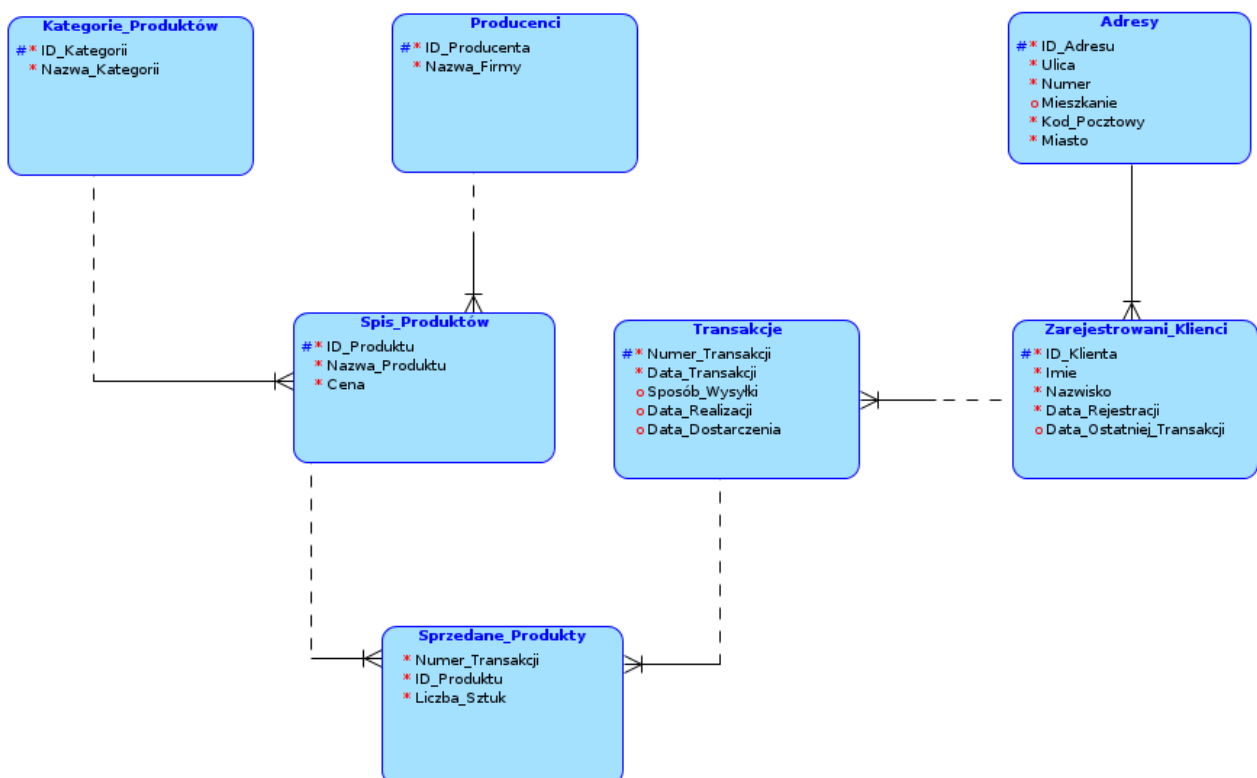 Kategorie_Produktów
#* ID_Kategorii
* Nazwa_Kategorii
Producenci
#* ID_Producenta
* Nazwa_Firmy
Adresy
#* ID_Adresu
* Ulica
* Numer
o Mieszkanie
* Kod_Pocztowy
* Miasto
Spis_Produktów
#* ID_Produktu
* Nazwa_Produktu
* Cena
Transakcje
#* Numer_Transakcji
* Data_Transakcji
o Sposób_Wysyłki
o Data_Realizacji
o Data_Dostarczenia
Zarejestrowani_Klienci
#* ID_Klienta
* Imie
* Nazwisko
* Data_Rejestracji
o Data_Ostatniej_Transakcji
Sprzedane_Produkty
* Numer_Transakcji
* ID_Produktu
* Liczba_Sztuk